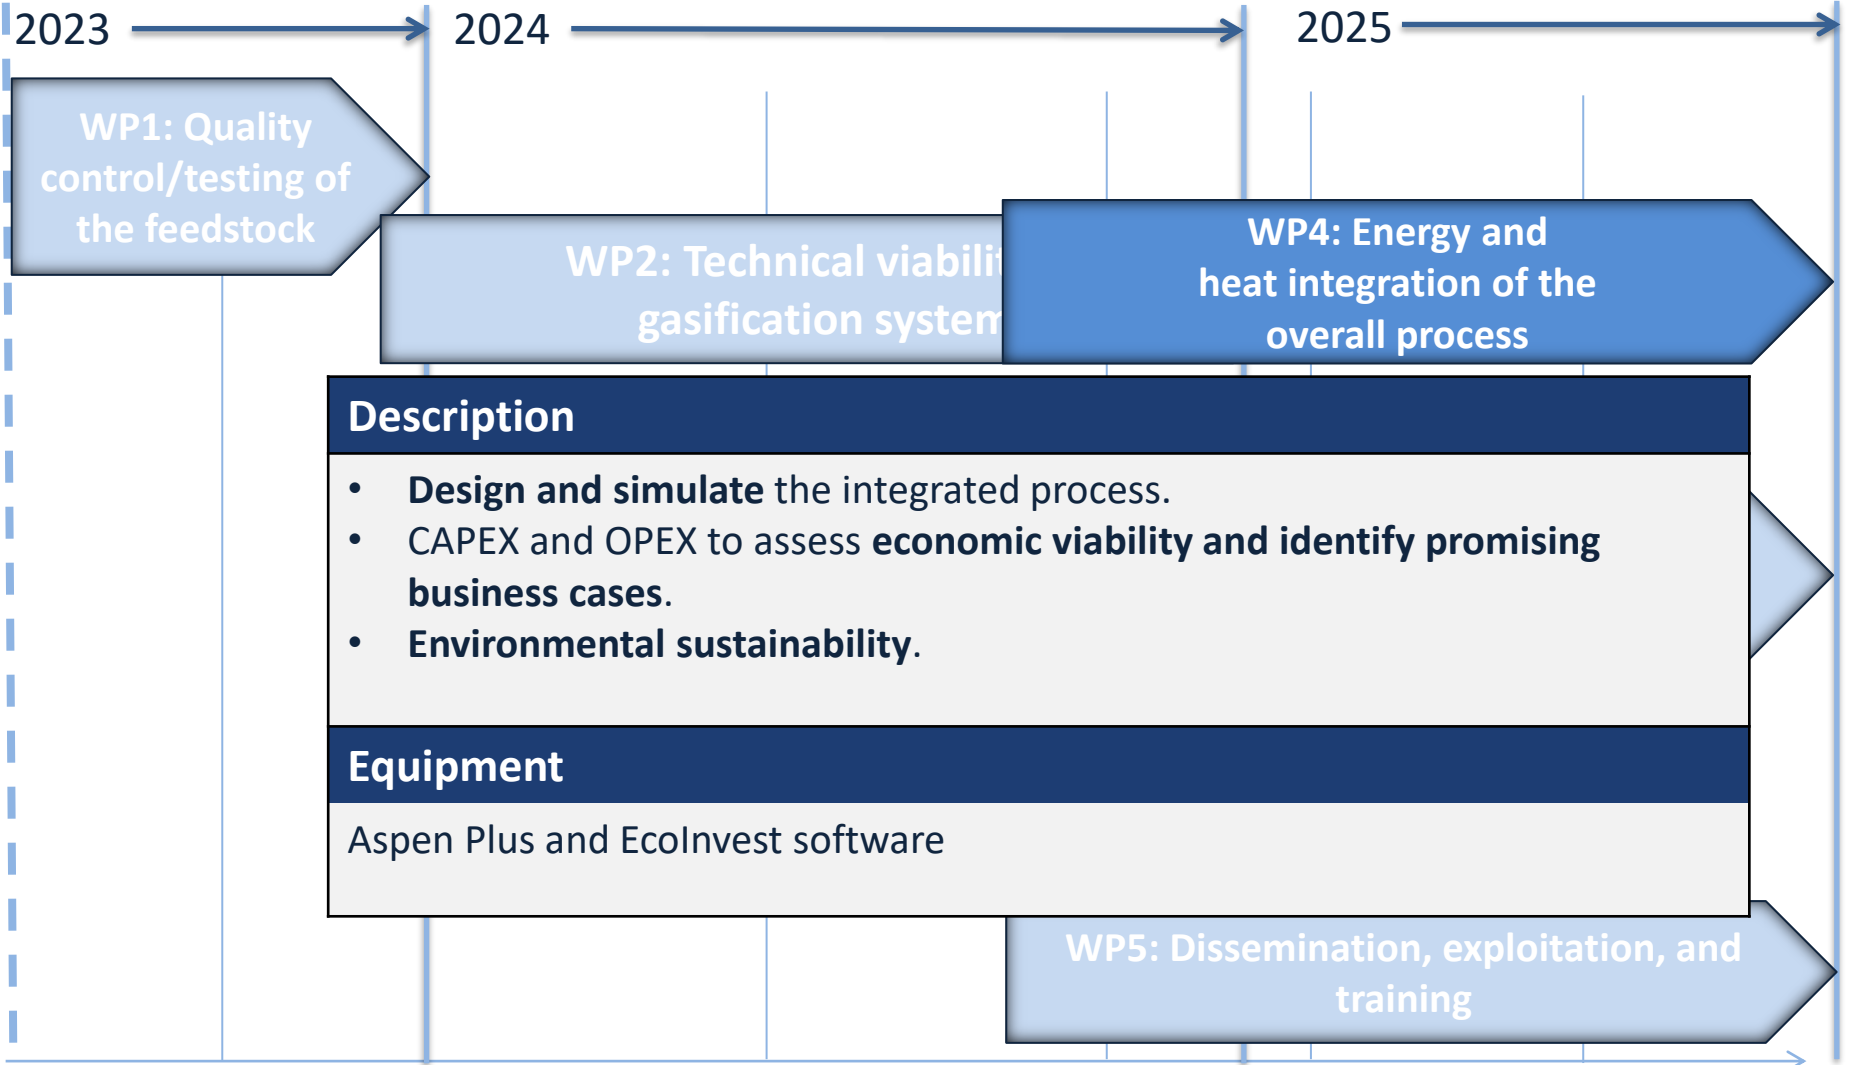 2023
2024
2025
WP1: Quality
control/testing of
the feedstock
WP2: Technical
gasification
WP4: Energy and
heat integration of the
overall process
Description
• Design and simulate the integrated process.
• CAPEX and OPEX to assess economic viability and identify promising
business cases.
• Environmental sustainability.
Equipment
Aspen Plus and EcoInvest software
WP5: Dissemination, exploitation, and
training